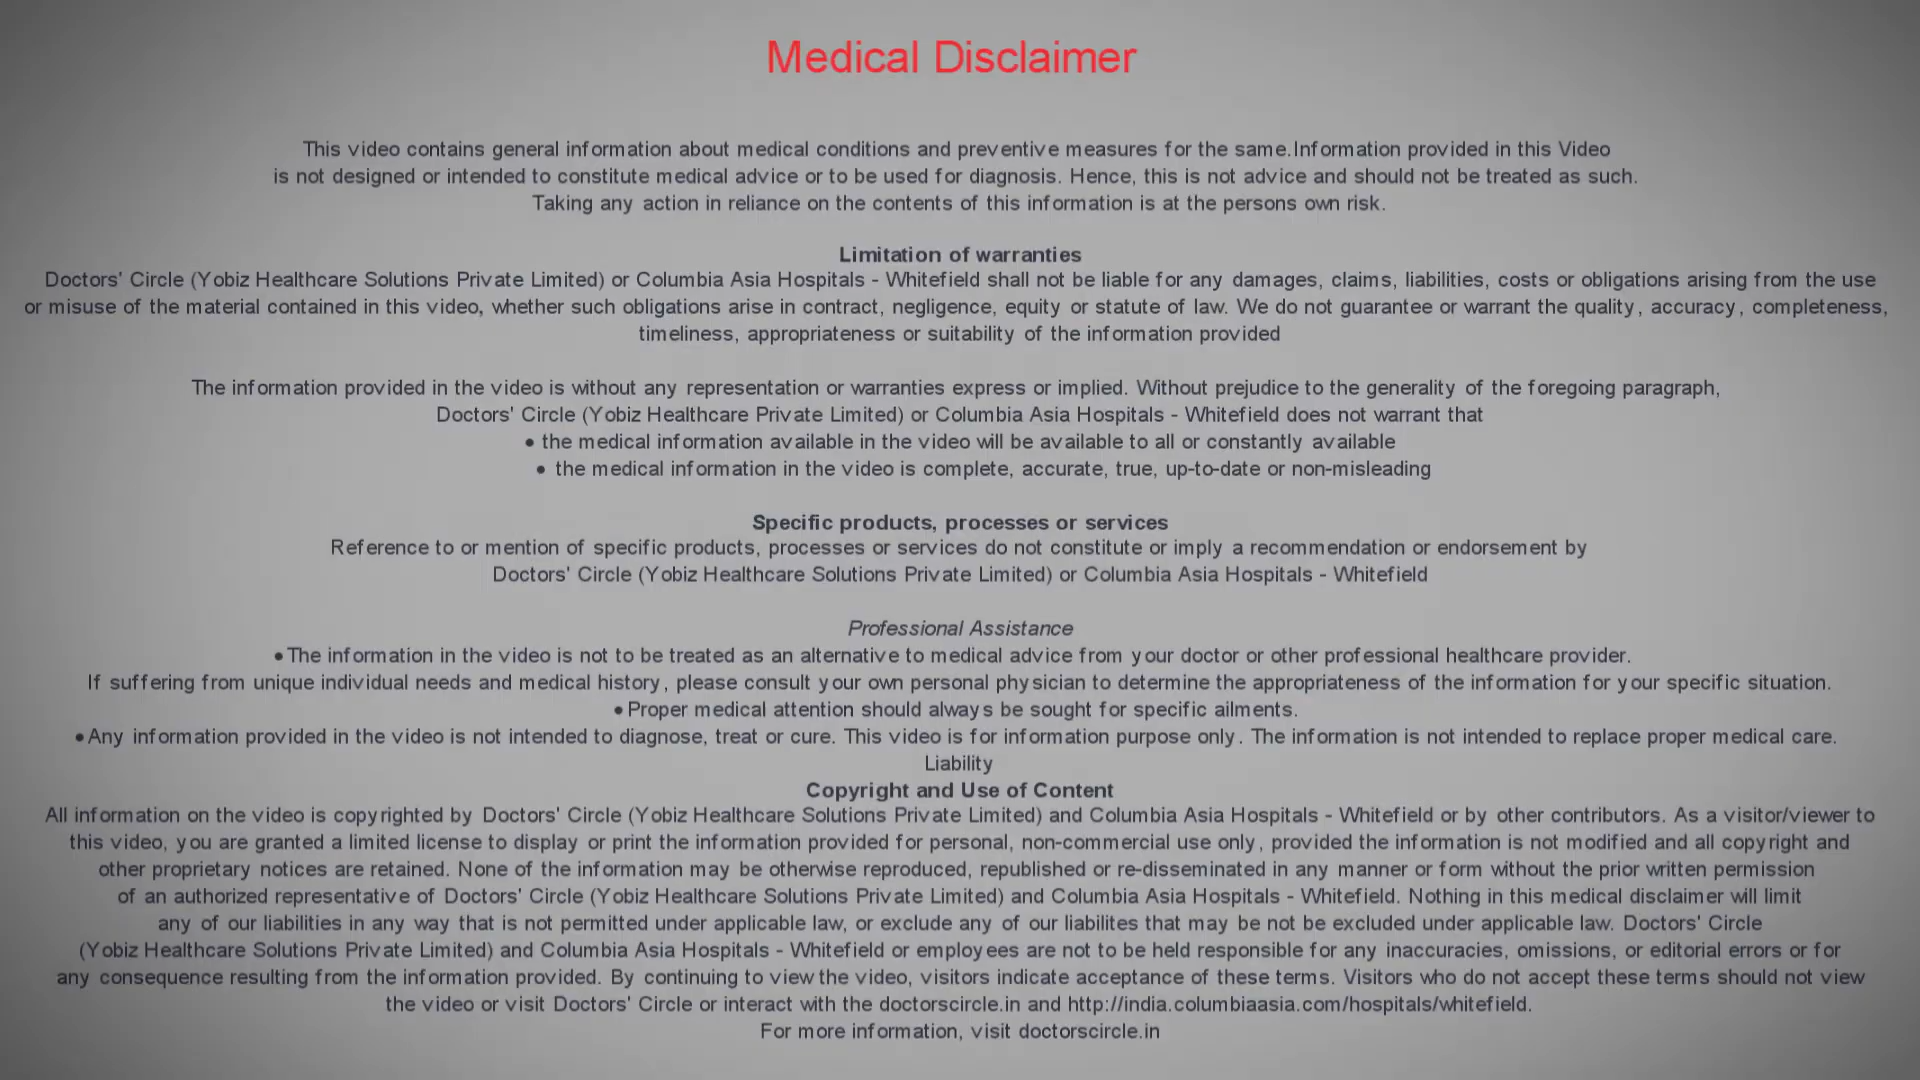 Medical Disclaimer
This video contains general information about medical conditions and preventive measures for the same.Information provided in this Video
is not designed or intended to constitute medical advice or to be used for diagnosis. Hence, this is not advice and should not be treated as such.
Taking any action in reliance on the contents of this information is at the persons own risk.
Limitation of warranties
Doctors' Circle (Yobiz Healthcare Solutions Private Limited) or Columbia Asia Hospitals - Whitefield shall not be liable for any damages, claims, liabilities, costs or obligations arising from the use
or misuse of the material contained in this video, whether such obligations arise in contract, negligence, equity or statute of law. We do not guarantee or warrant the quality, accuracy, completeness,
timeliness, appropriateness or suitability of the information provided
The information provided in the video is without any representation or warranties express or implied. Without prejudice to the generality of the foregoing paragraph,
Doctors' Circle (Yobiz Healthcare Private Limited) or Columbia Asia Hospitals - Whitefield does not warrant that
• the medical information available in the video will be available to all or constantly available
• the medical information in the video is complete, accurate, true, up-to-date or non-misleading
Specific products, processes or services
Reference to or mention of specific products, processes or services do not constitute or imply a recommendation or endorsement by
Doctors' Circle (Yobiz Healthcare Solutions Private Limited) or Columbia Asia Hospitals - Whitefield
Professional Assistance
•The information in the video is not to be treated as an alternative to medical advice from your doctor or other professional healthcare provider.
If suffering from unique individual needs and medical history, please consult your own personal physician to determine the appropriateness of the information for your specific situation.
•Proper medical attention should always be sought for specific ailments.
•Any information provided in the video is not intended to diagnose, treat or cure. This video is for information purpose only. The information is not intended to replace proper medical care.
Liability
Copyright and Use of Content
All information on the video is copyrighted by Doctors' Circle (Yobiz Healthcare Solutions Private Limited) and Columbia Asia Hospitals - Whitefield or by other contributors. As a visitor/viewer to
this video, you are granted a limited license to display or print the information provided for personal, non-commercial use only, provided the information is not modified and all copyright and
other proprietary notices are retained. None of the information may be otherwise reproduced, republished or re-disseminated in any manner or form without the prior written permission
of an authorized representative of Doctors' Circle (Yobiz Healthcare Solutions Private Limited) and Columbia Asia Hospitals - Whitefield. Nothing in this medical disclaimer will limit
any of our liabilities in any way that is not permitted under applicable law, or exclude any of our liabilites that may be not be excluded under applicable law. Doctors' Circle
(Yobiz Healthcare Solutions Private Limited) and Columbia Asia Hospitals - Whitefield or employees are not to be held responsible for any inaccuracies, omissions, or editorial errors or for
any consequence resulting from the information provided. By continuing to view the video, visitors indicate acceptance of these terms. Visitors who do not accept these terms should not view
the video or visit Doctors' Circle or interact with the doctorscircle.in and http://india.columbiaasia.com/hospitals/whitefield.
For more information, visit doctorscircle.in